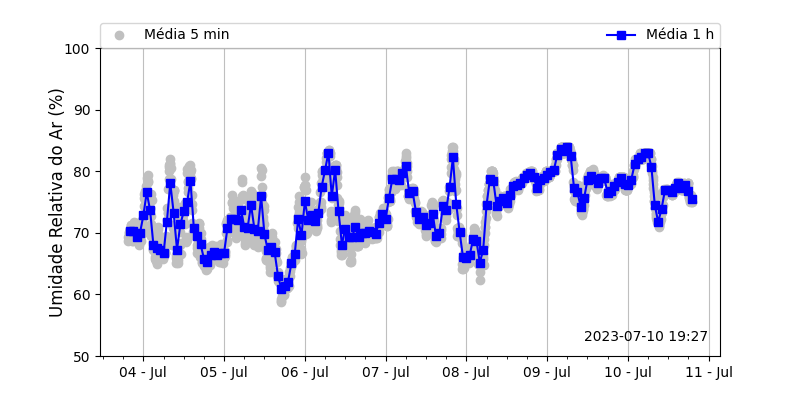 Média 5 min
Média 1 h
Umidade Relativa do Ar (%)
100
90
80
70
60
50
2023-07-10 19:27
04 - Jul
05 - Jul
06 - Jul
07 - Jul
08 - Jul
09 - Jul
10 - Jul
11 - Jul